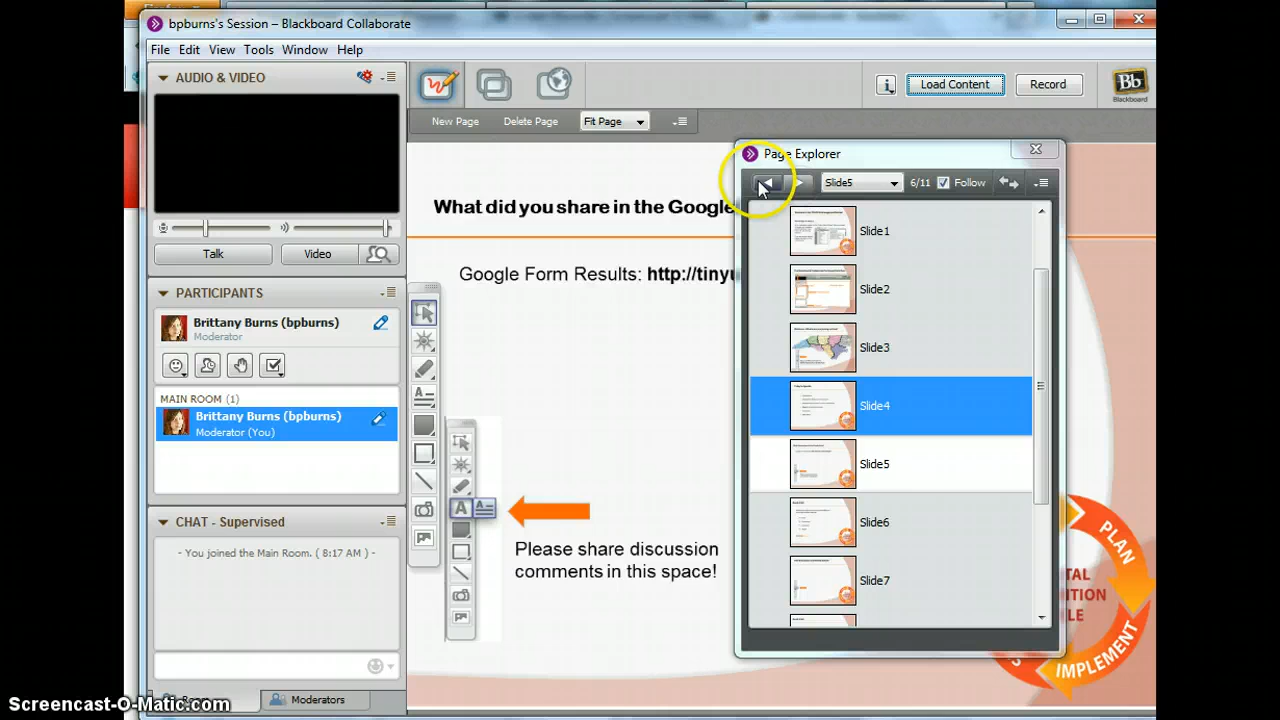 bpburns's Session – Blackboard Collaborate
File Edit View Tools Window Help
AUDIO & VIDEO
Talk
Video
PARTICIPANTS
Brittany Burns (bpburns)
Moderator
MAIN ROOM (1)
Brittany Burns (bpburns)
Moderator (You)
CHAT - Supervised
- You joined the Main Room. ( 8:17 AM ) -
Moderators
Load Content
Record
Bb
Blackboard
New Page
Delete Page
Fit Page
What did you share in the Google
Google Form Results: http://tinyu
A
Please share discussion
comments in this space!
Page Explorer
Slide5
6/11
Follow
Slide1
Slide2
Slide3
Slide4
Slide5
Slide6
Slide7
PLAN
IMPLEMENT
Screencast-O-Matic.com